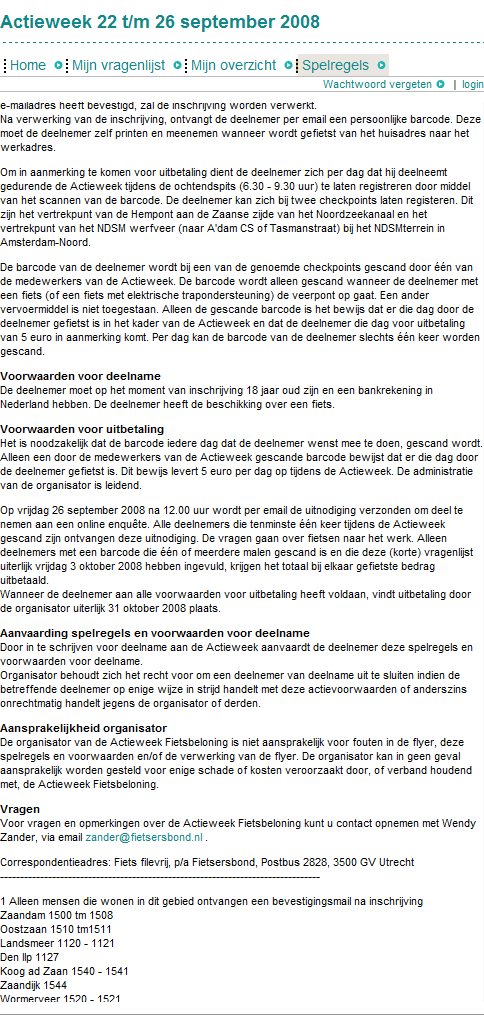 Actieweek 22 t/m 26 september 2008
Home Mijn vragenlijst Mijn overzicht Spelregels
Wachtwoord vergeten | login
e-mailadres heeft bevestigd, zal de inschrijving worden verwerkt.
Na verwerking van de inschrijving, ontvangt de deelnemer per email een persoonlijke barcode. Deze
moet de deelnemer zelf printen en meenemen wanneer wordt gefietst van het huisadres naar het
werkadres.
Om in aanmerking te komen voor uitbetaling dient de deelnemer zich per dag dat hij deelneemt
gedurende de Actieweek tijdens de ochtendspits (6.30 - 9.30 uur) te laten registreren door middel
van het scannen van de barcode. De deelnemer kan zich bij twee checkpoints laten registeren. Dit
zijn het vertrekpunt van de Hempont aan de Zaanse zijde van het Noordzeekanaal en het
vertrekpunt van het NDSM werfveer (naar A'dam CS of Tasmanstraat) bij het NDSMterrein in
Amsterdam-Noord.
De barcode van de deelnemer wordt bij een van de genoemde checkpoints gescand door één van
de medewerkers van de Actieweek. De barcode wordt alleen gescand wanneer de deelnemer met
een fiets (of een fiets met elektrische trapondersteuning) de veerpont op gaat. Een ander
vervoermiddel is niet toegestaan. Alleen de gescande barcode is het bewijs dat er die dag door de
deelnemer gefietst is in het kader van de Actieweek en dat de deelnemer die dag voor uitbetaling
van 5 euro in aanmerking komt. Per dag kan de barcode van de deelnemer slechts één keer worden
gescand.
Voorwaarden voor deelname
De deelnemer moet op het moment van inschrijving 18 jaar oud zijn en een bankrekening in
Nederland hebben. De deelnemer heeft de beschikking over een fiets.
Voorwaarden voor uitbetaling
Het is noodzakelijk dat de barcode iedere dag dat de deelnemer wenst mee te doen, gescand wordt.
Alleen een door de medewerkers van de Actieweek gescande barcode bewijst dat er die dag door
de deelnemer gefietst is. Dit bewijs levert 5 euro per dag op tijdens de Actieweek. De administratie
van de organisator is leidend.
Op vrijdag 26 september 2008 na 12.00 uur wordt per email de uitnodiging verzonden om deel te
nemen aan een online enquête. Alle deelnemers die tenminste één keer tijdens de Actieweek
gescand zijn ontvangen deze uitnodiging. De vragen gaan over fietsen naar het werk. Alleen
deelnemers met een barcode die één of meerdere malen gescand is en die deze (korte) vragenlijst
uiterlijk vrijdag 3 oktober 2008 hebben ingevuld, krijgen het totaal bij elkaar gefietste bedrag
uitbetaald.
Wanneer de deelnemer aan alle voorwaarden voor uitbetaling heeft voldaan, vindt uitbetaling door
de organisator uiterlijk 31 oktober 2008 plaats.
Aanvaarding spelregels en voorwaarden voor deelname
Door in te schrijven voor deelname aan de Actieweek aanvaardt de deelnemer deze spelregels en
voorwaarden voor deelname.
Organisator behoudt zich het recht voor om een deelnemer van deelname uit te sluiten indien de
betreffende deelnemer op enige wijze in strijd handelt met deze actievoorwaarden of anderszins
onrechtmatig handelt jegens de organisator of derden.
Aansprakelijkheid organisator
De organisator van de Actieweek Fietsbeloning is niet aansprakelijk voor fouten in de flyer, deze
spelregels en voorwaarden en/of de verwerking van de flyer. De organisator kan in geen geval
aansprakelijk worden gesteld voor enige schade of kosten veroorzaakt door, of verband houdend
met, de Actieweek Fietsbeloning.
Vragen
Voor vragen en opmerkingen over de Actieweek Fietsbeloning kunt u contact opnemen met Wendy
Zander, via email zander@fietsersbond.nl .
Correspondentieadres: Fiets filevrij, p/a Fietsersbond, Postbus 2828, 3500 GV Utrecht
--------------------------------------------------------------------------------
1 Alleen mensen die wonen in dit gebied ontvangen een bevestigingsmail na inschrijving
Zaandam 1500 tm 1508
Oostzaan 1510 tm1511
Landsmeer 1120 - 1121
Den Ilp 1127
Koog ad Zaan 1540 - 1541
Zaandijk 1544
Wormerveer 1520 - 1521